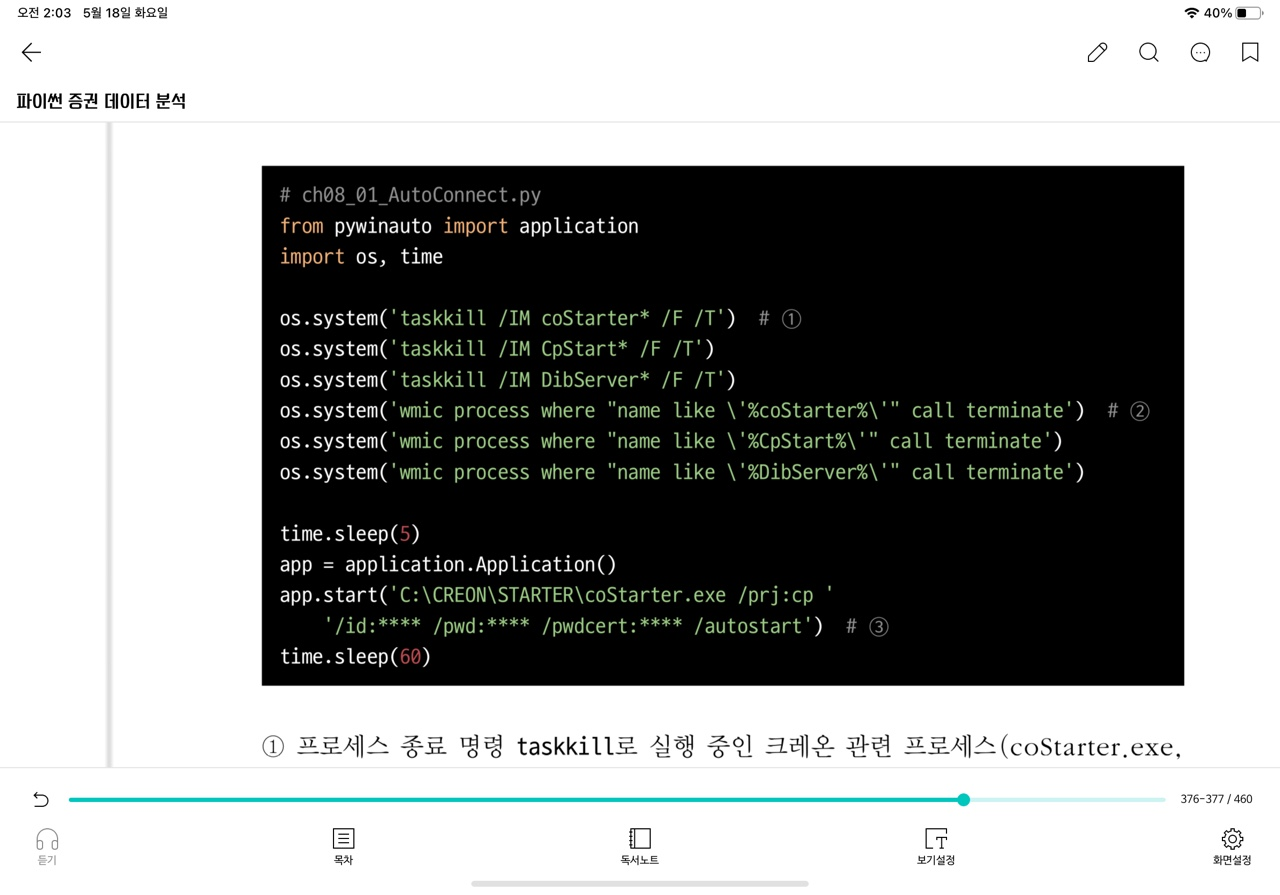 오전 2:03 5월 18일 화요일
40%
파이썬 증권 데이터 분석
# ch08_01_AutoConnect.py
from pywinauto import application
import os, time
os.system('taskkill /IM coStarter* /F /T') # ①
os.system('taskkill /IM CpStart* /F /T')
os.system('taskkill /IM DibServer* /F /T')
os.system('wmic process where "name like \'%coStarter%\'" call terminate') # ②
os.system('wmic process where "name like \'%CpStart%\'" call terminate')
os.system('wmic process where "name like \'%DibServer%\'" call terminate')
time.sleep(5)
app = application.Application()
app.start('C:\CREON\STARTER\coStarter.exe /prj:cp '
'/id:**** /pwd:**** /pwdcert:**** /autostart') # ③
time.sleep(60)
① 프로세스 종료 명령 taskkill로 실행 중인 크레온 관련 프로세스(coStarter.exe,
376-377 / 460
듣기 목차 독서노트 보기설정 화면설정